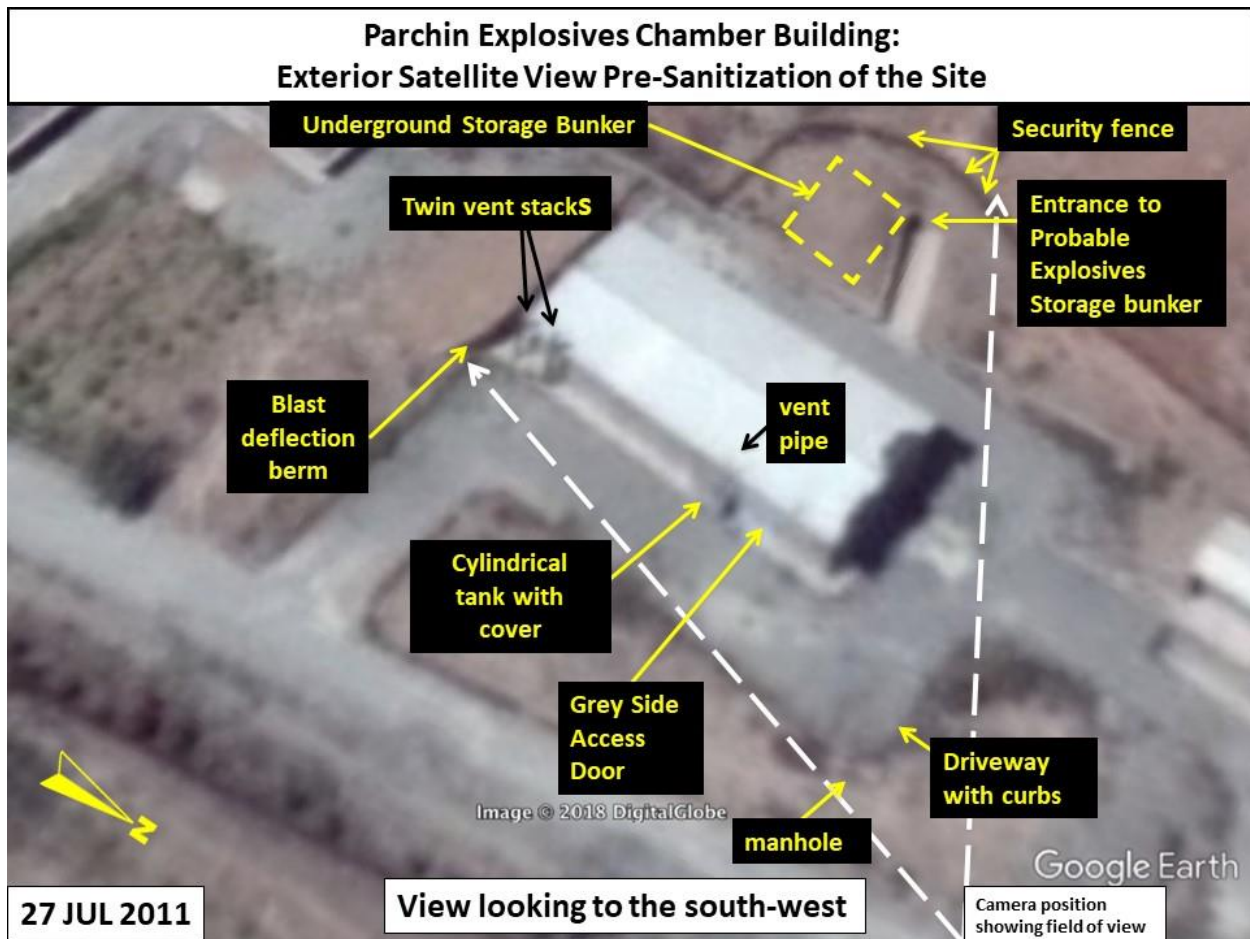 Parchin Explosives Chamber Building:
Exterior Satellite View Pre-Sanitization of the Site
Underground Storage Bunker
Security fence
Twin vent stacks
Entrance to
Probable
Explosives
Storage bunker
Blast
deflection
berm
vent
pipe
Cylindrical
tank with
cover
Grey Side
Access
Door
Driveway
with curbs
manhole
N
Image © 2018 DigitalGlobe
Google Earth
27 JUL 2011
View looking to the south-west
Camera position
showing field of view